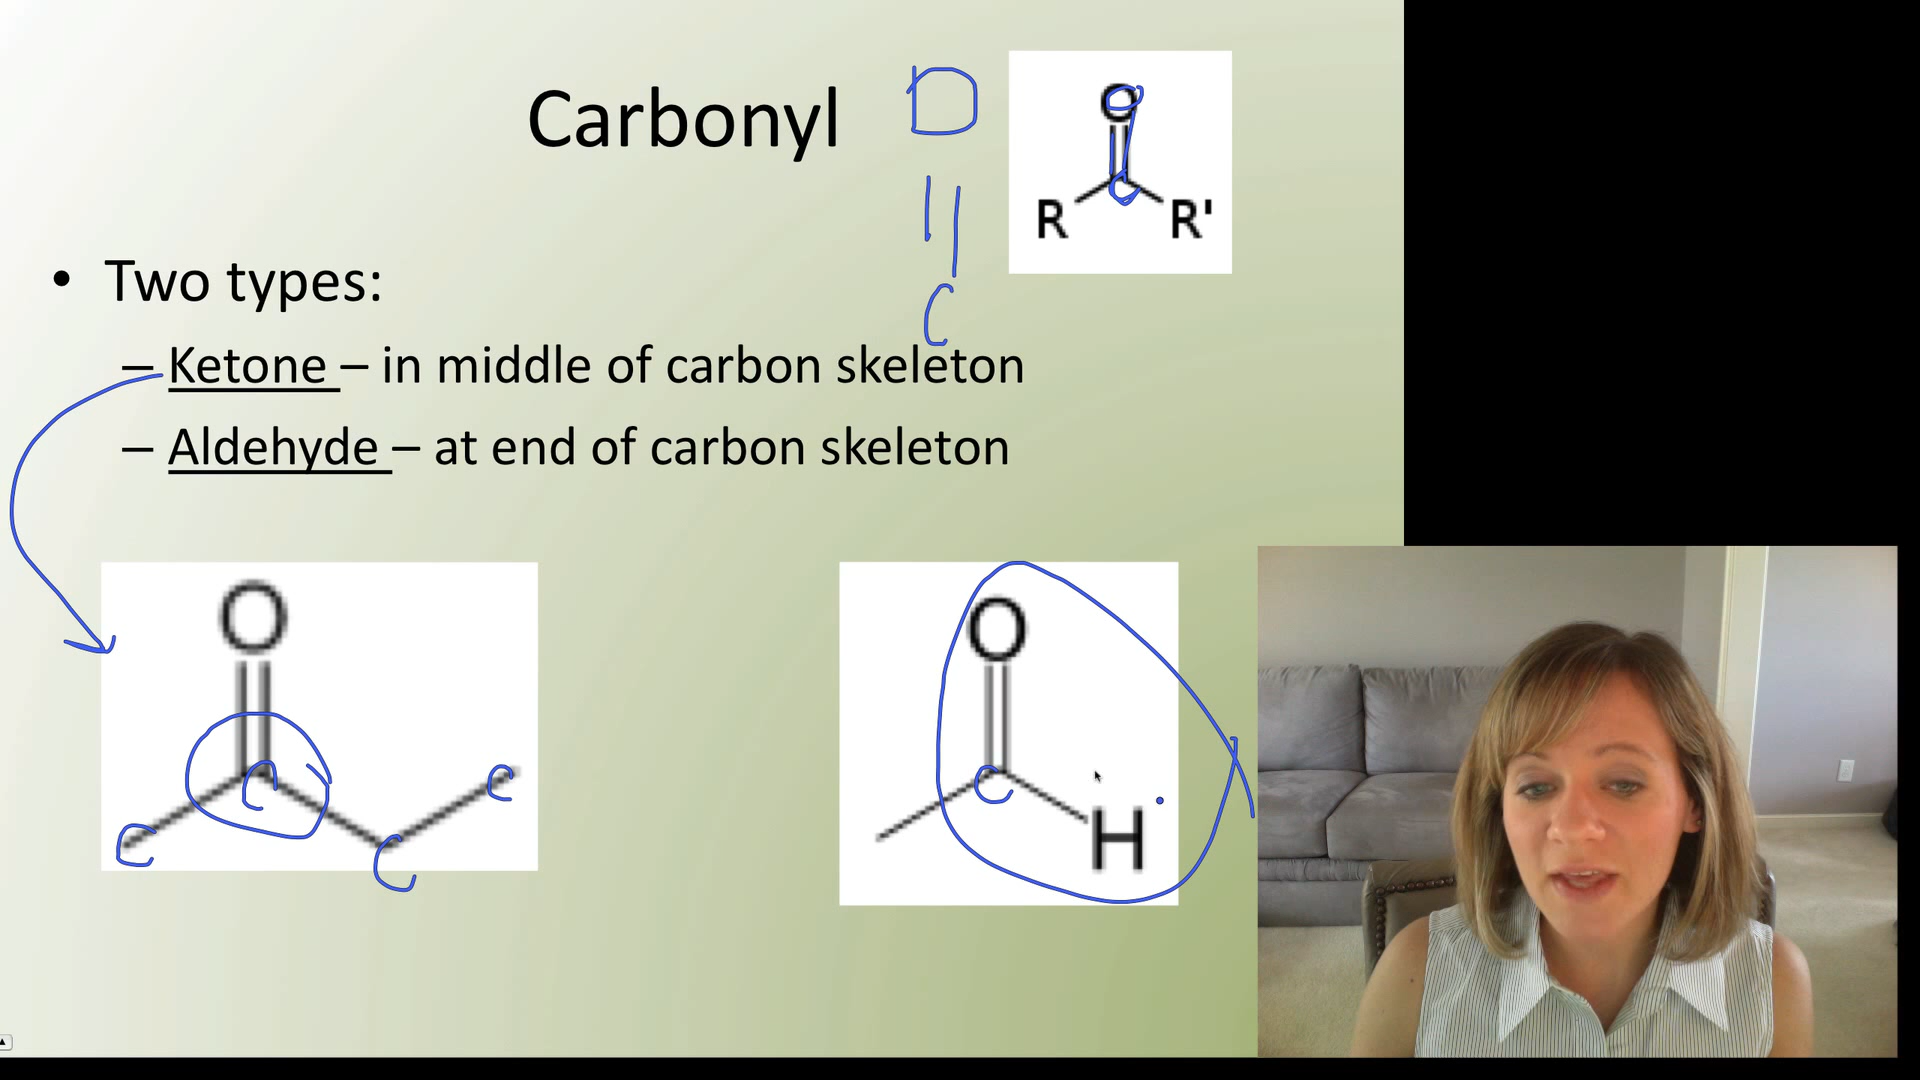 Carbonyl
O
C
O
C
R R'
• Two types:
– Ketone – in middle of carbon skeleton
– Aldehyde – at end of carbon skeleton
O
C C C C
O
C
H